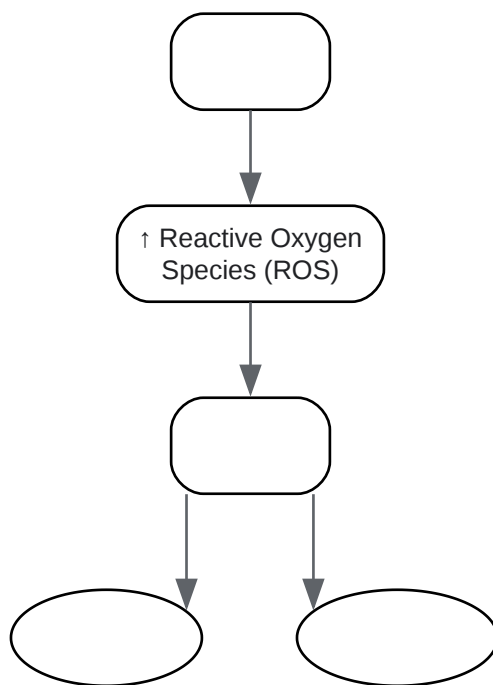 ↑ Reactive Oxygen
Species (ROS)